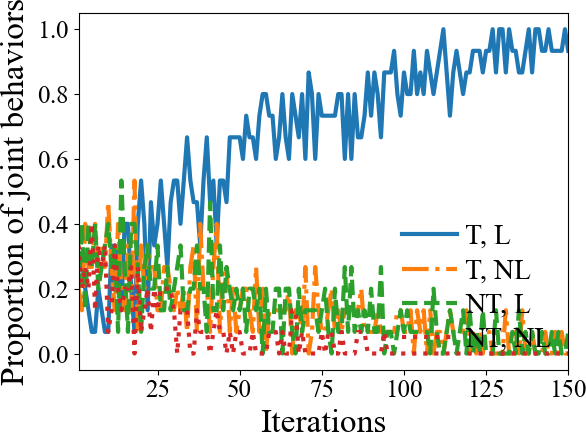 Proportion of joint behaviors
1.0
0.8
0.6
0.4
0.2
0.0
T, L
T, NL
NT, L
NT, NL
25
50
75
100
125
150
Iterations